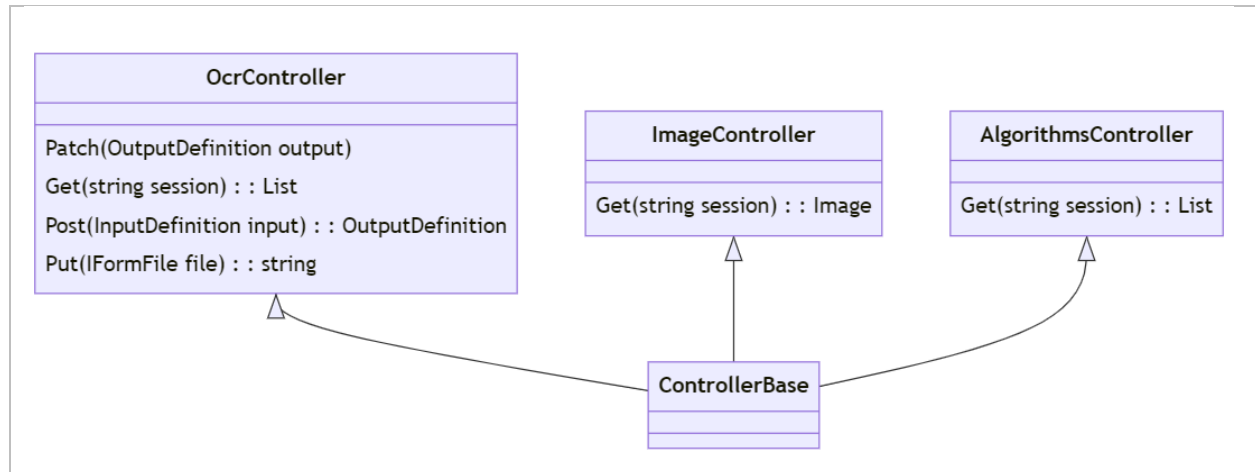 OcrController
Patch(OutputDefinition output)
Get(string session) : : List
Post(InputDefinition input) : : OutputDefinition
Put(IFormFile file) : : string
ImageController
Get(string session) : : Image
AlgorithmsController
Get(string session) : : List
ControllerBase